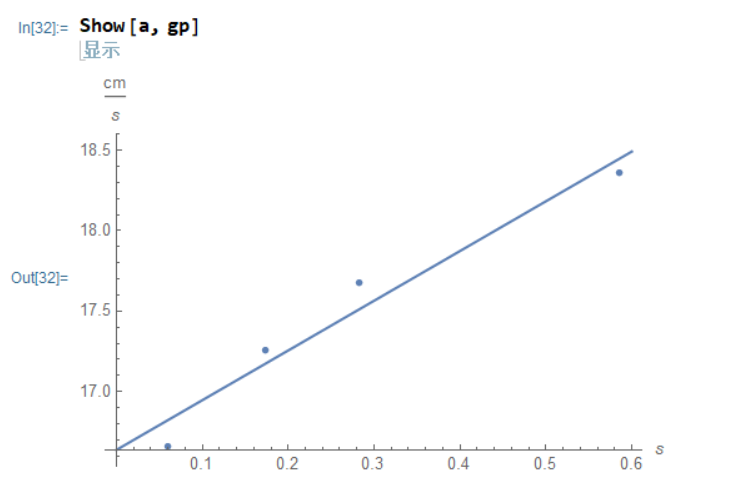 In[32]:= Show[a, gp]
显示
cm
s
18.5
18.0
Out[32]=
17.5
17.0
0.1 0.2 0.3 0.4 0.5 0.6 s